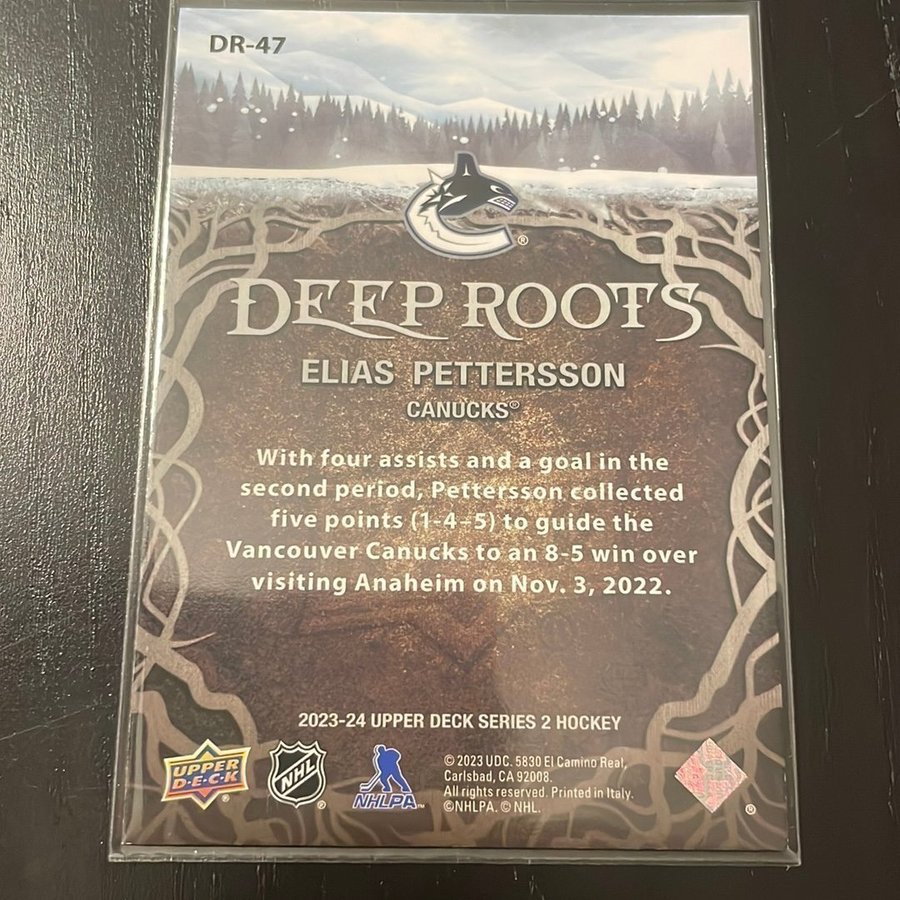 DR-47
DEEP ROOTS
ELIAS PETTERSSON
CANUCKS®
With four assists and a goal in the
second period, Pettersson collected
five points (1-4–5) to guide the
Vancouver Canucks to an 8-5 win over
visiting Anaheim on Nov. 3, 2022.
2023-24 UPPER DECK SERIES 2 HOCKEY
UPPER
D·E·C·K
NHL
NHLPA™
© 2023 UDC. 5830 El Camino Real,
Carlsbad, CA 92008.
All rights reserved. Printed in Italy.
©NHLPA. © NHL.